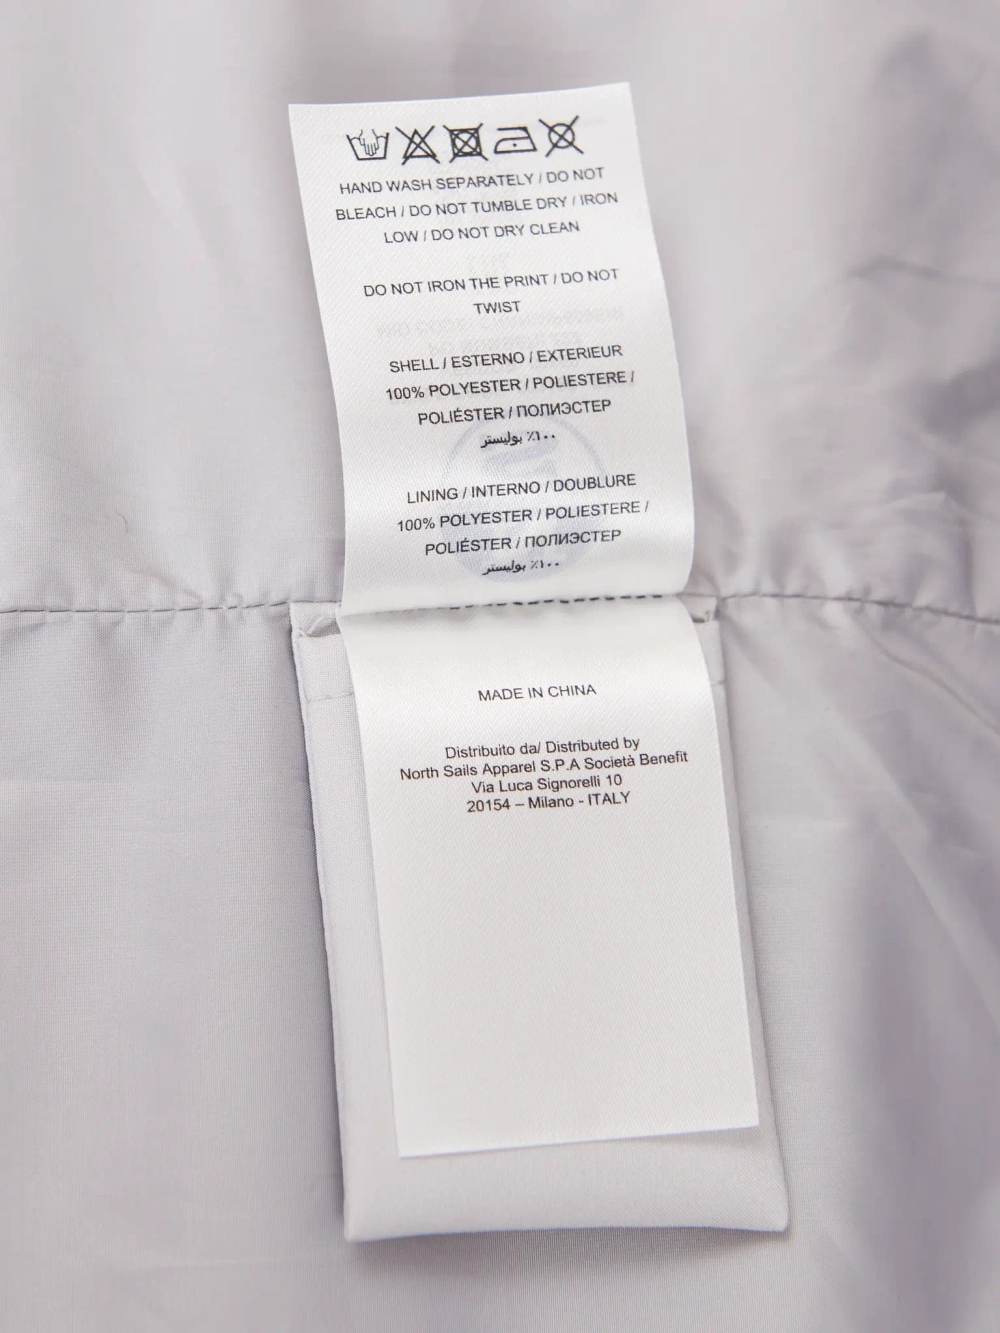 HAND WASH SEPARATELY / DO NOT
BLEACH / DO NOT TUMBLE DRY / IRON
LOW / DO NOT DRY CLEAN
DO NOT IRON THE PRINT / DO NOT
TWIST
SHELL / ESTERNO / EXTERIEUR
100% POLYESTER / POLIESTERE /
POLIÉSTER / ПОЛИЭСТЕР
١٠٠٪ بوليستر
LINING / INTERNO / DOUBLURE
100% POLYESTER / POLIESTERE /
POLIÉSTER / ПОЛИЭСТЕР
١٠٠٪ بوليستر
MADE IN CHINA
Distribuito da/ Distributed by
North Sails Apparel S.P.A Società Benefit
Via Luca Signorelli 10
20154 – Milano - ITALY